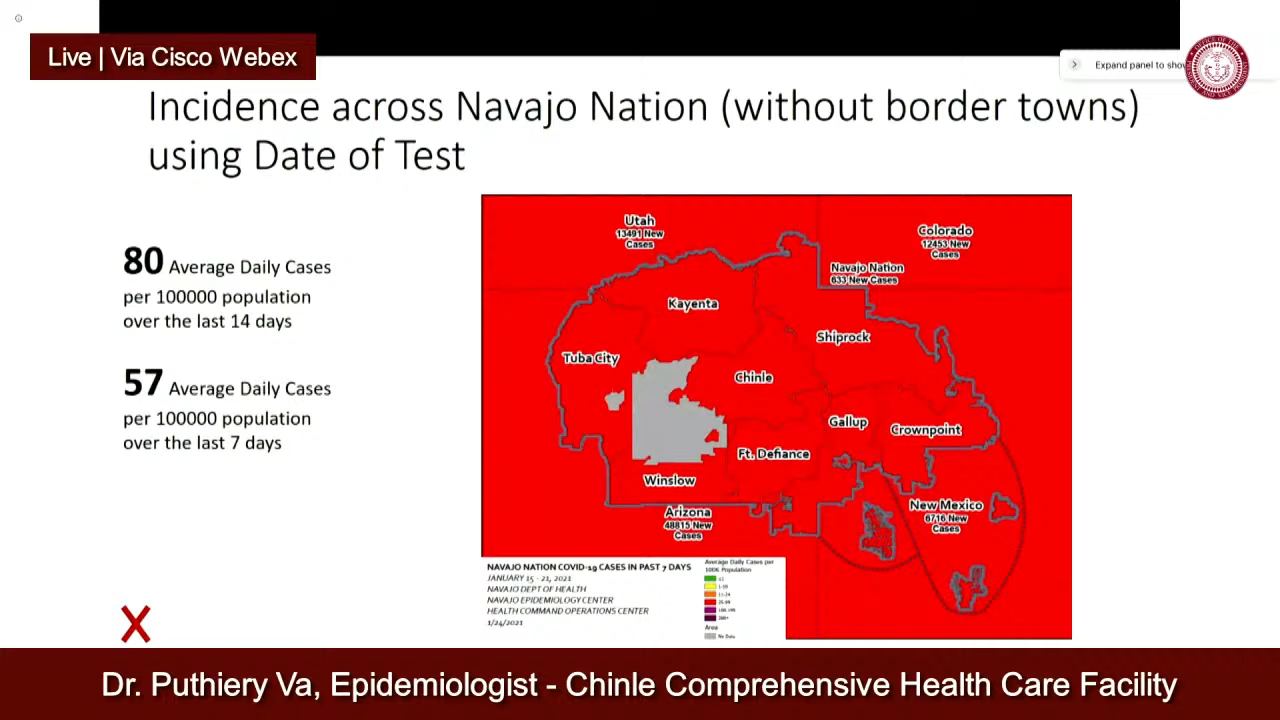 Live | Via Cisco Webex
Expand panel to show
Incidence across Navajo Nation (without border towns)
using Date of Test
80 Average Daily Cases
per 100000 population
over the last 14 days
57 Average Daily Cases
per 100000 population
over the last 7 days
Utah
13491 New
Cases
Colorado
12453 New
Cases
Navajo Nation
633 New Cases
Kayenta
Shiprock
Tuba City
Chinle
Gallup
Crownpoint
Ft. Defiance
Winslow
New Mexico
6716 New
Cases
Arizona
48815 New
Cases
NAVAJO NATION COVID-19 CASES IN PAST 7 DAYS
JANUARY 15 - 21, 2021
NAVAJO DEPT OF HEALTH
NAVAJO EPIDEMIOLOGY CENTER
HEALTH COMMAND OPERATIONS CENTER
1/24/2021
Average Daily Cases per
100K Population
Area
No Data
Dr. Puthiery Va, Epidemiologist - Chinle Comprehensive Health Care Facility